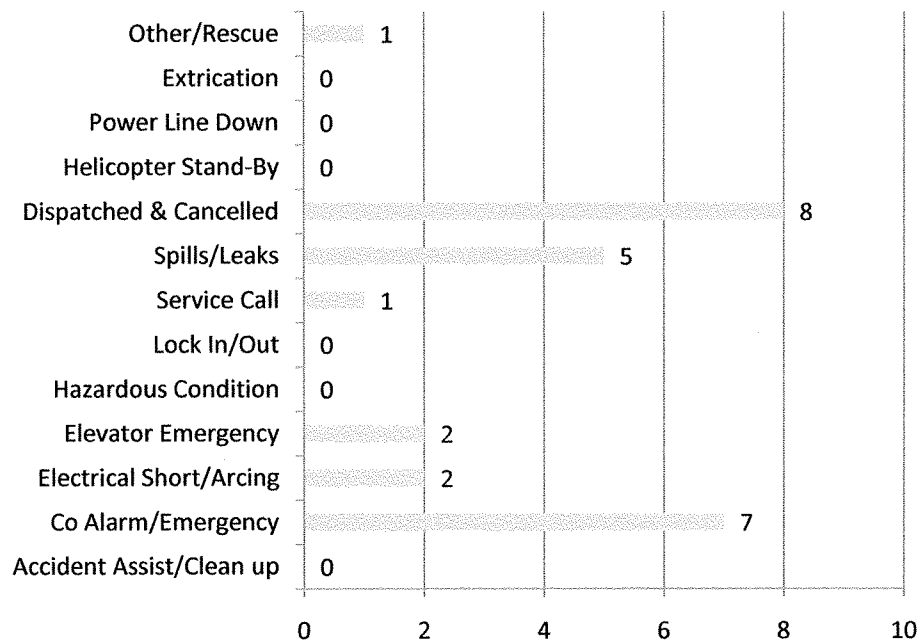 Other/Rescue 1
Extrication 0
Power Line Down 0
Helicopter Stand-By 0
Dispatched & Cancelled 8
Spills/Leaks 5
Service Call 1
Lock In/Out 0
Hazardous Condition 0
Elevator Emergency 2
Electrical Short/Arcing 2
Co Alarm/Emergency 7
Accident Assist/Clean up 0
0 2 4 6 8 10